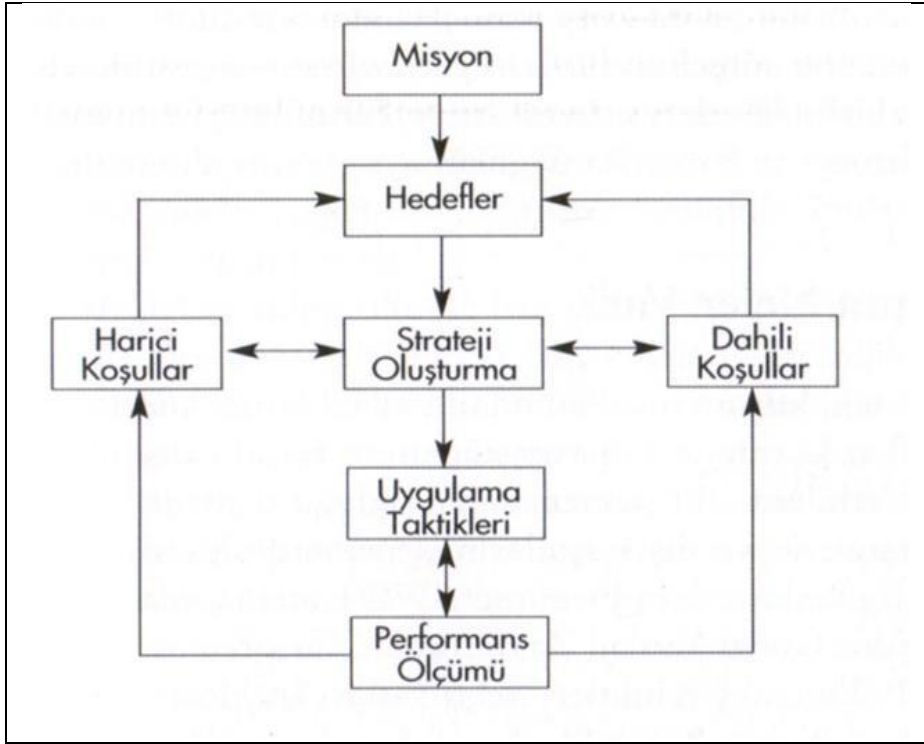 Misyon
Hedefler
Harici
Koşullar
Strateji
Oluşturma
Dahili
Koşullar
Uygulama
Taktikleri
Performans
Ölçümü